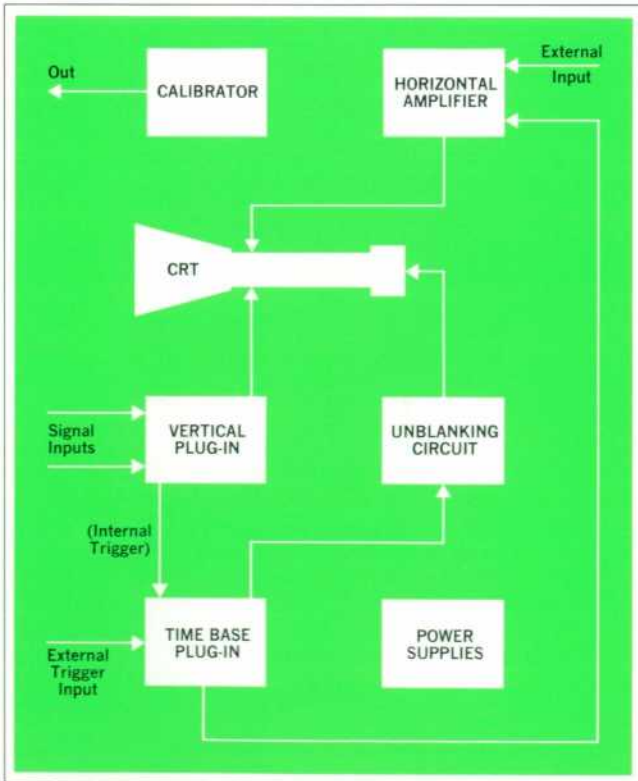 Out
CALIBRATOR
HORIZONTAL
AMPLIFIER
External
Input
CRT
Signal
Inputs
VERTICAL
PLUG-IN
UNBLANKING
CIRCUIT
(Internal
Trigger)
External
Trigger
Input
TIME BASE
PLUG-IN
POWER
SUPPLIES